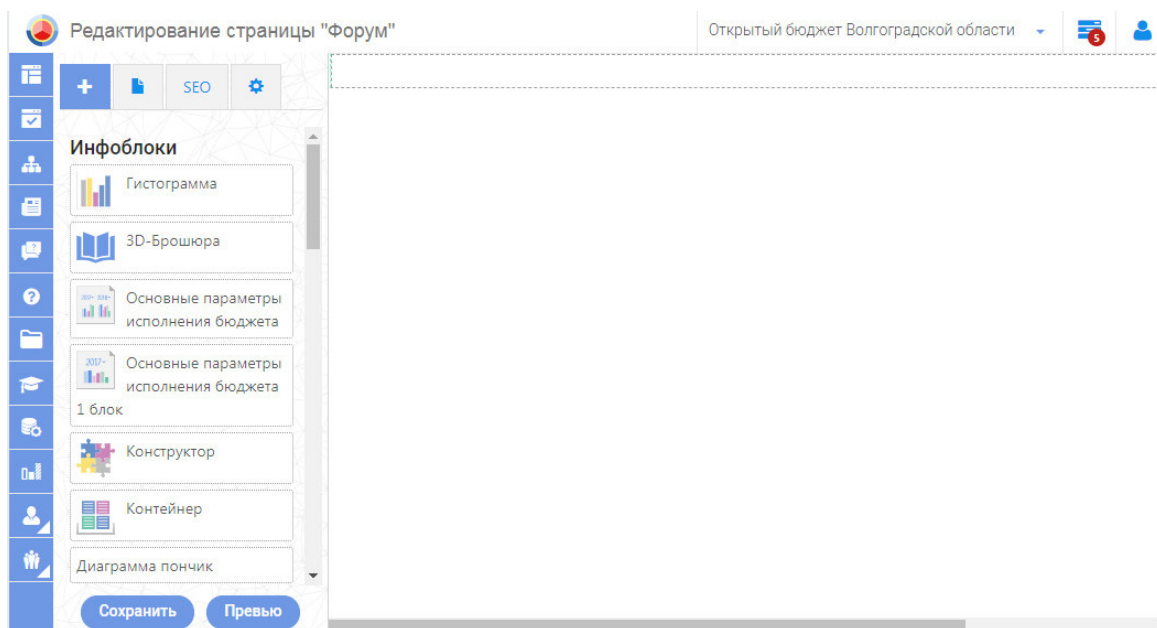 Редактирование страницы "Форум"
Открытый бюджет Волгоградской области
5
SEO
Инфоблоки
Гистограмма
3D-Брошюра
Основные параметры
исполнения бюджета
2017-
Основные параметры
исполнения бюджета
1 блок
Конструктор
Контейнер
Диаграмма пончик
Сохранить
Превью